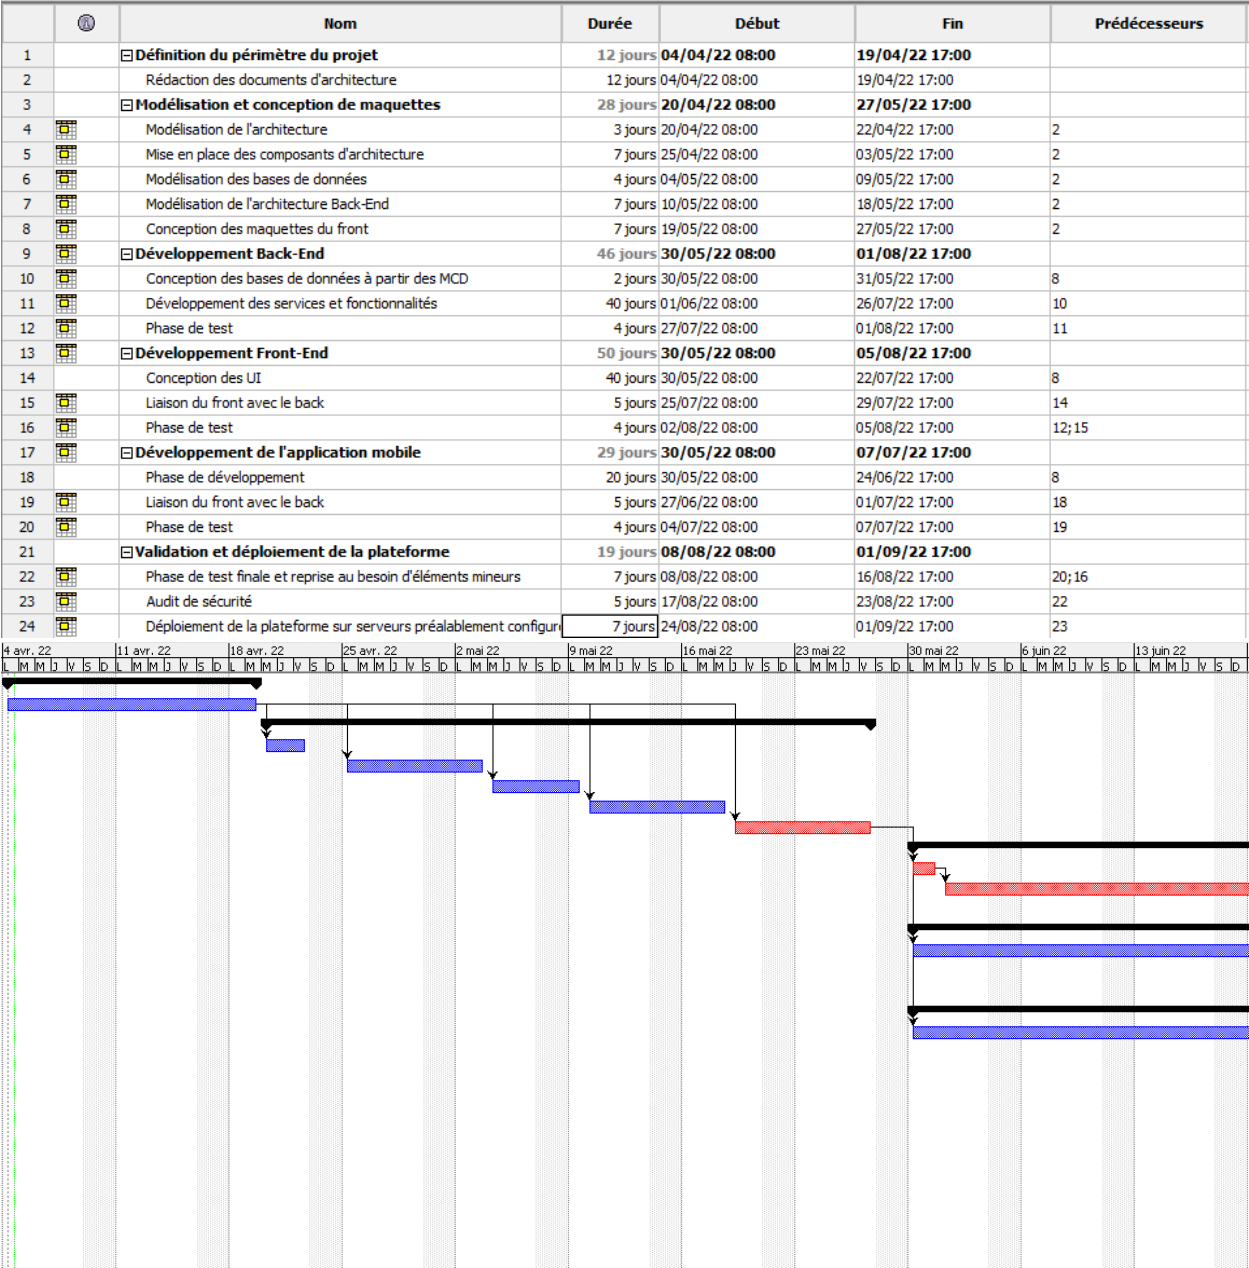 Nom Durée Début Fin Prédécesseurs
1 Définition du périmètre du projet 12 jours 04/04/22 08:00 19/04/22 17:00
2 Rédaction des documents d'architecture 12 jours 04/04/22 08:00 19/04/22 17:00
3 Modélisation et conception de maquettes 28 jours 20/04/22 08:00 27/05/22 17:00
4 Modélisation de l'architecture 3 jours 20/04/22 08:00 22/04/22 17:00 2
5 Mise en place des composants d'architecture 7 jours 25/04/22 08:00 03/05/22 17:00 2
6 Modélisation des bases de données 4 jours 04/05/22 08:00 09/05/22 17:00 2
7 Modélisation de l'architecture Back-End 7 jours 10/05/22 08:00 18/05/22 17:00 2
8 Conception des maquettes du front 7 jours 19/05/22 08:00 27/05/22 17:00 2
9 Développement Back-End 46 jours 30/05/22 08:00 01/08/22 17:00
10 Conception des bases de données à partir des MCD 2 jours 30/05/22 08:00 31/05/22 17:00 8
11 Développement des services et fonctionnalités 40 jours 01/06/22 08:00 26/07/22 17:00 10
12 Phase de test 4 jours 27/07/22 08:00 01/08/22 17:00 11
13 Développement Front-End 50 jours 30/05/22 08:00 05/08/22 17:00
14 Conception des UI 40 jours 30/05/22 08:00 22/07/22 17:00 8
15 Liaison du front avec le back 5 jours 25/07/22 08:00 29/07/22 17:00 14
16 Phase de test 4 jours 02/08/22 08:00 05/08/22 17:00 12;15
17 Développement de l'application mobile 29 jours 30/05/22 08:00 07/07/22 17:00
18 Phase de développement 20 jours 30/05/22 08:00 24/06/22 17:00 8
19 Liaison du front avec le back 5 jours 27/06/22 08:00 01/07/22 17:00 18
20 Phase de test 4 jours 04/07/22 08:00 07/07/22 17:00 19
21 Validation et déploiement de la plateforme 19 jours 08/08/22 08:00 01/09/22 17:00
22 Phase de test finale et reprise au besoin d'éléments mineurs 7 jours 08/08/22 08:00 16/08/22 17:00 20;16
23 Audit de sécurité 5 jours 17/08/22 08:00 23/08/22 17:00 22
24 Déploiement de la plateforme sur serveurs préalablement configur 7 jours 24/08/22 08:00 01/09/22 17:00 23
4 avr. 22 11 avr. 22 18 avr. 22 25 avr. 22 2 mai 22 9 mai 22 16 mai 22 23 mai 22 30 mai 22 6 juin 22 13 juin 22
L M M J V S D L M M J V S D L M M J V S D L M M J V S D L M M J V S D L M M J V S D L M M J V S D L M M J V S D L M M J V S D L M M J V S D L M M J V S D